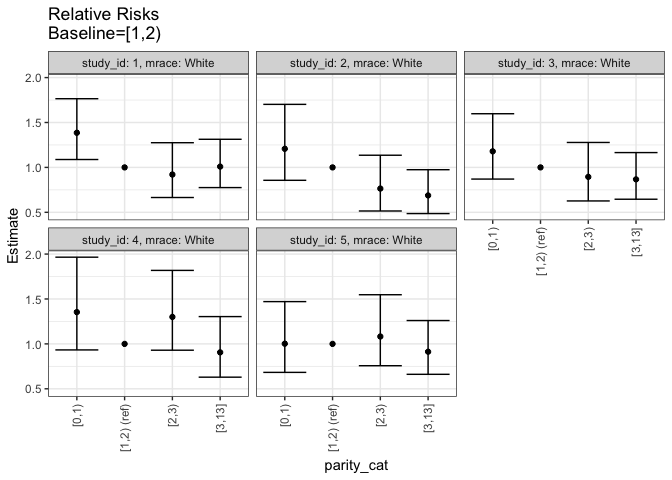 Relative Risks
Baseline=[1,2)
study_id: 1, mrace: White
study_id: 2, mrace: White
study_id: 3, mrace: White
2.0
1.5
1.0
0.5
[0,1)
[1,2) (ref)
[2,3)
[3,13]
study_id: 4, mrace: White
study_id: 5, mrace: White
2.0
1.5
1.0
0.5
[0,1)
[1,2) (ref)
[2,3)
[3,13]
[0,1)
[1,2) (ref)
[2,3)
[3,13]
Estimate
parity_cat